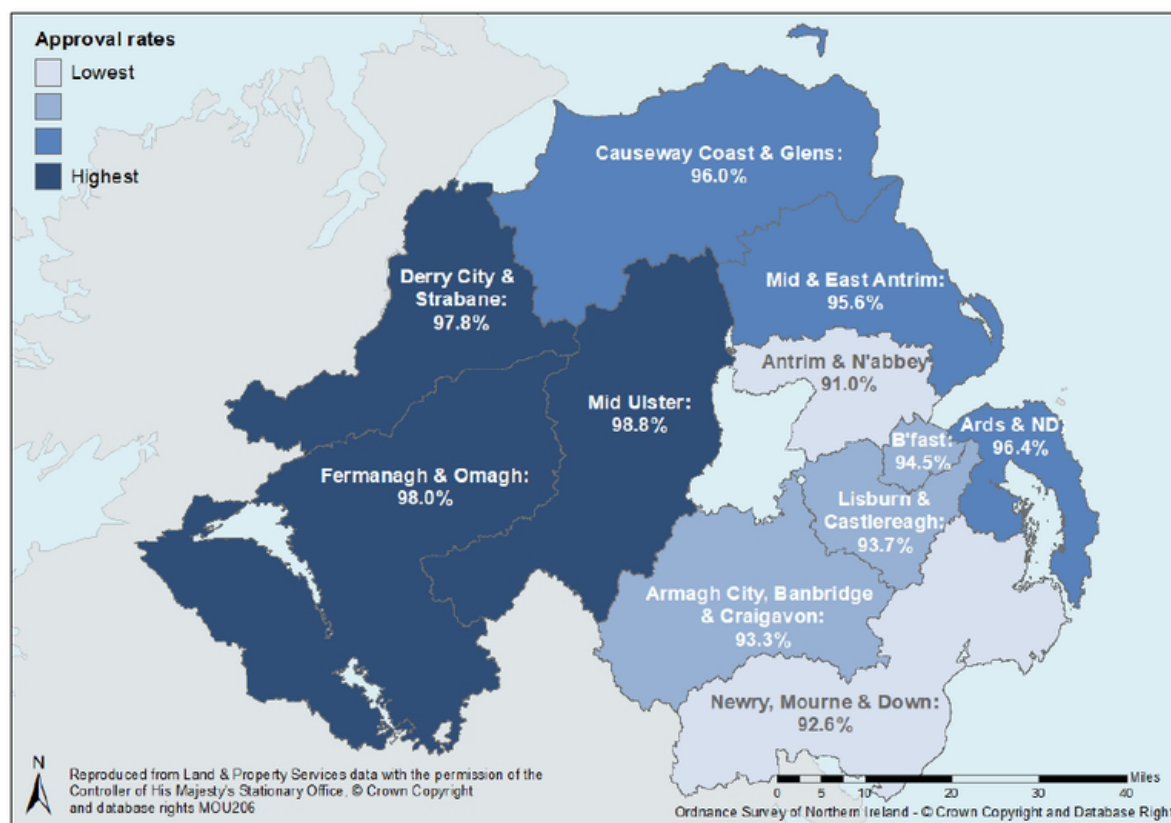 Approval rates
Lowest
Highest
Causeway Coast & Glens:
96.0%
Derry City &
Strabane:
97.8%
Mid & East Antrim:
95.6%
Antrim & N'abbey
91.0%
Mid Ulster:
98.8%
B'fast:
94.5%
Ards & ND:
96.4%
Fermanagh & Omagh:
98.0%
Lisburn &
Castlereagh:
93.7%
Armagh City, Banbridge
& Craigavon:
93.3%
Newry, Mourne & Down:
92.6%
N
Reproduced from Land & Property Services data with the permission of the
Controller of His Majesty's Stationary Office, © Crown Copyright
and database rights MOU206
Miles
0 5 10 20 30 40
Ordnance Survey of Northern Ireland - © Crown Copyright and Database Right